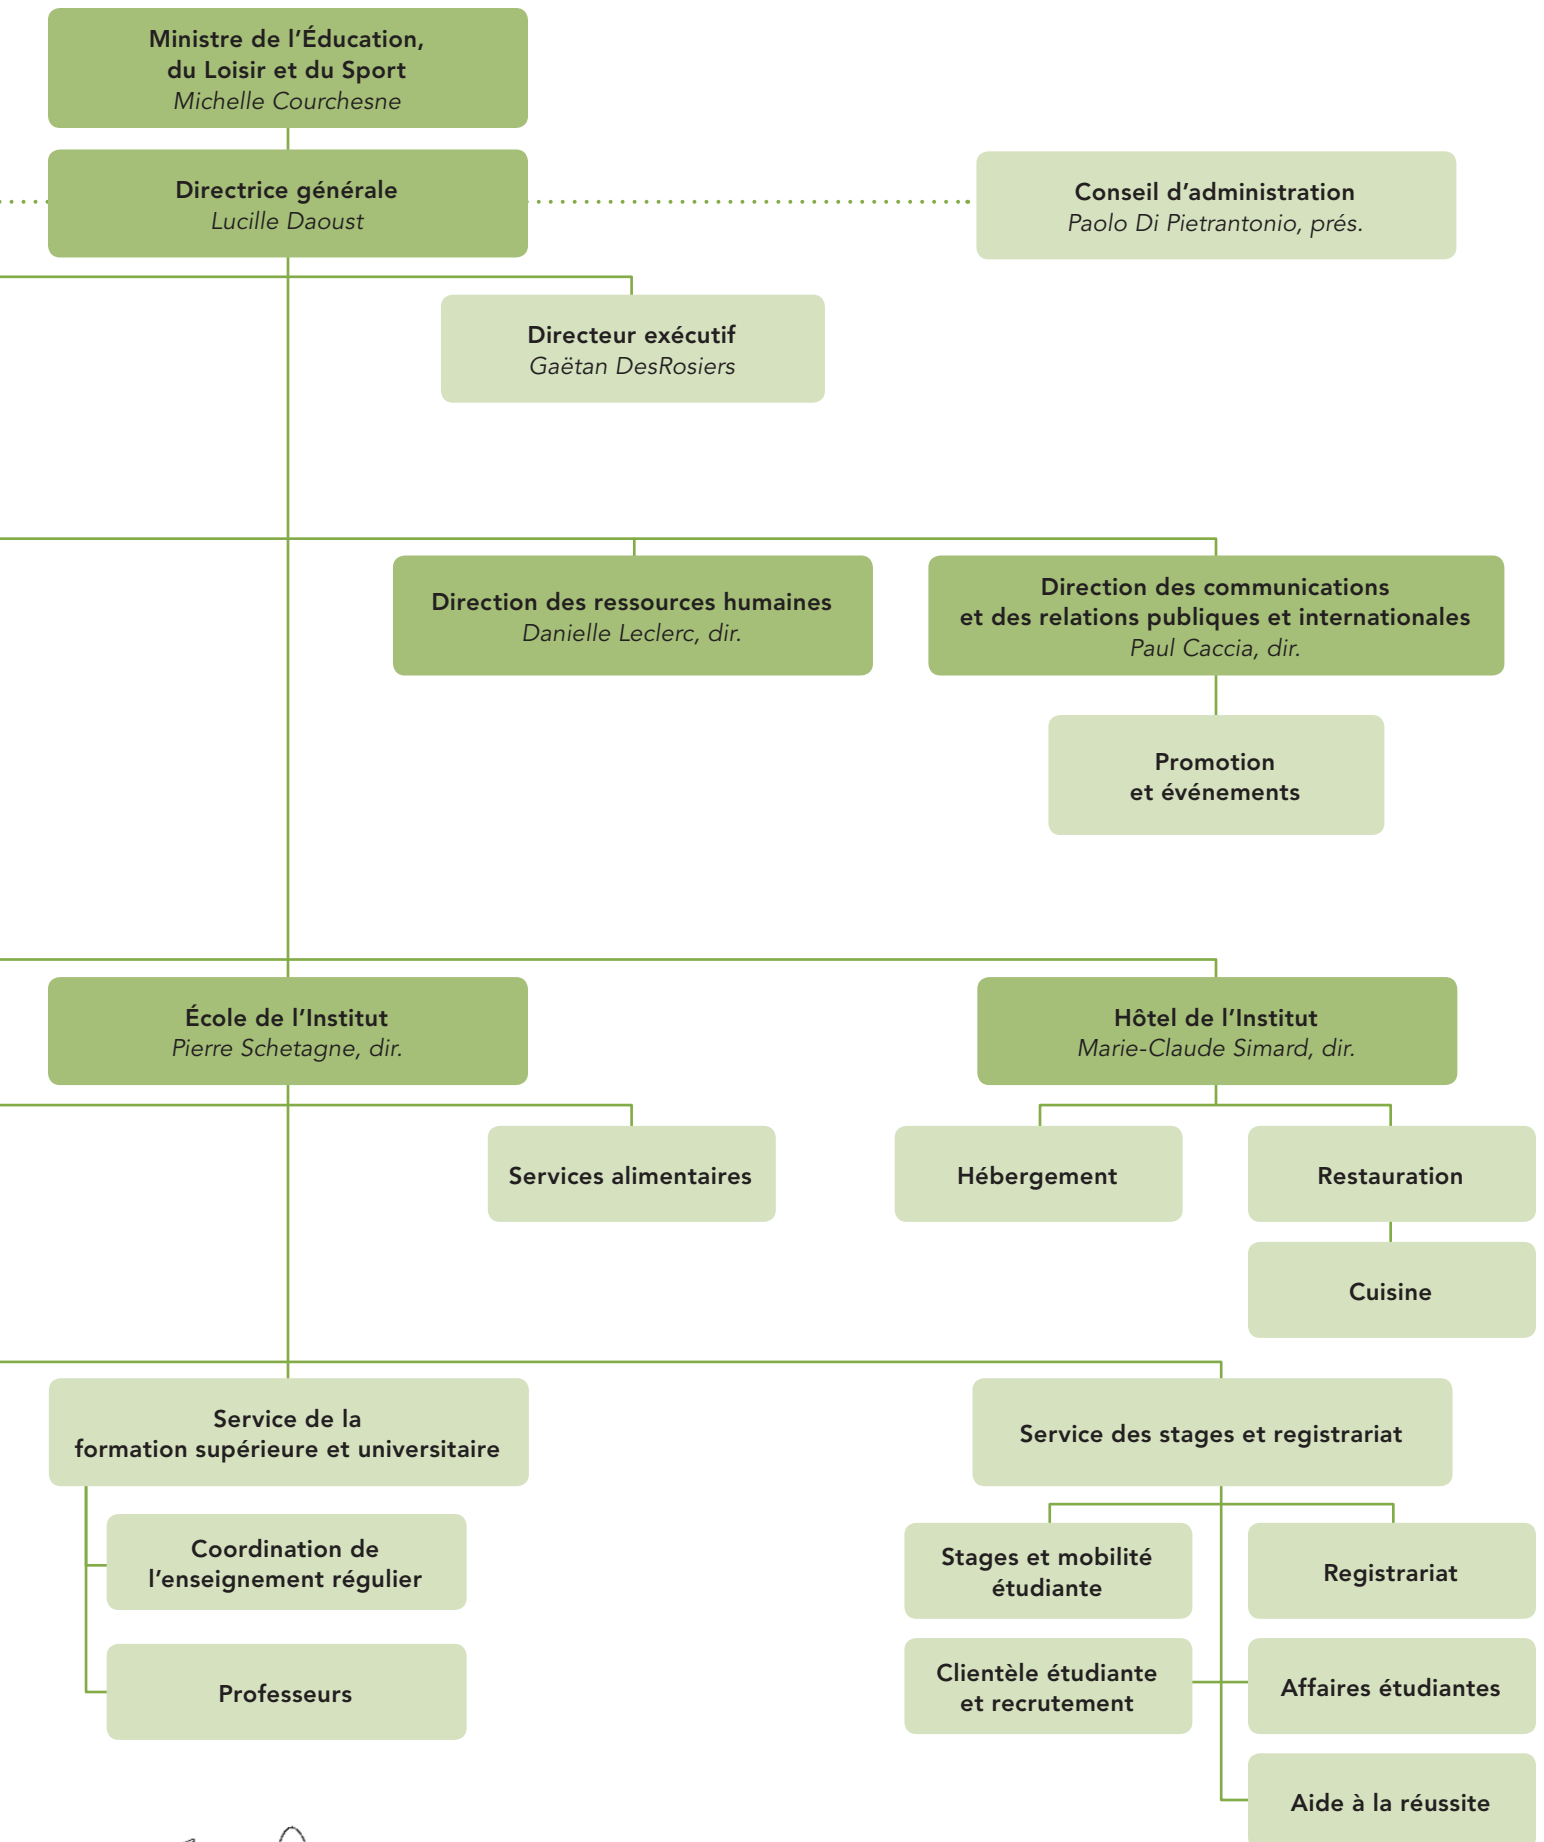 Ministre de l'Éducation,
du Loisir et du Sport
Michelle Courchesne
Directrice générale
Lucille Daoust
Conseil d'administration
Paolo Di Pietrantonio, prés.
Directeur exécutif
Gaëtan DesRosiers
Direction des ressources humaines
Danielle Leclerc, dir.
Direction des communications
et des relations publiques et internationales
Paul Caccia, dir.
Promotion
et événements
École de l'Institut
Pierre Schetagne, dir.
Hôtel de l'Institut
Marie-Claude Simard, dir.
Services alimentaires
Hébergement
Restauration
Cuisine
Service de la
formation supérieure et universitaire
Service des stages et registrariat
Coordination de
l'enseignement régulier
Professeurs
Stages et mobilité
étudiante
Registrariat
Clientèle étudiante
et recrutement
Affaires étudiantes
Aide à la réussite